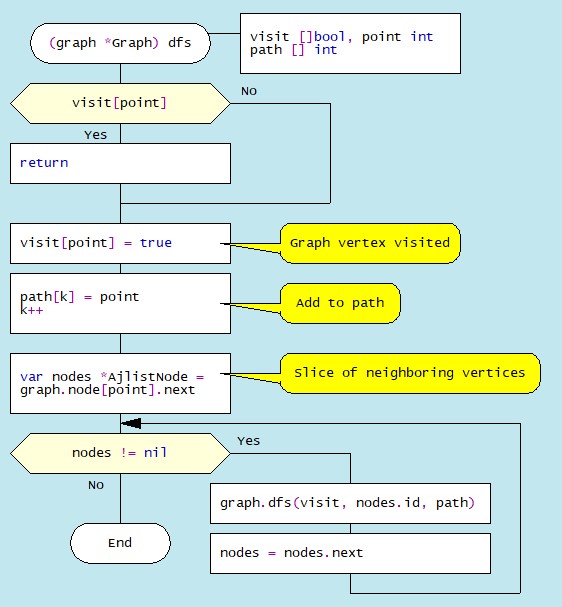 (graph *Graph) dfs
visit []bool, point int
path [] int
visit[point]
No
Yes
return
visit[point] = true
Graph vertex visited
path[k] = point
k++
Add to path
var nodes *AjlistNode =
graph.node[point].next
Slice of neighboring vertices
nodes != nil
Yes
No
graph.dfs(visit, nodes.id, path)
End
nodes = nodes.next